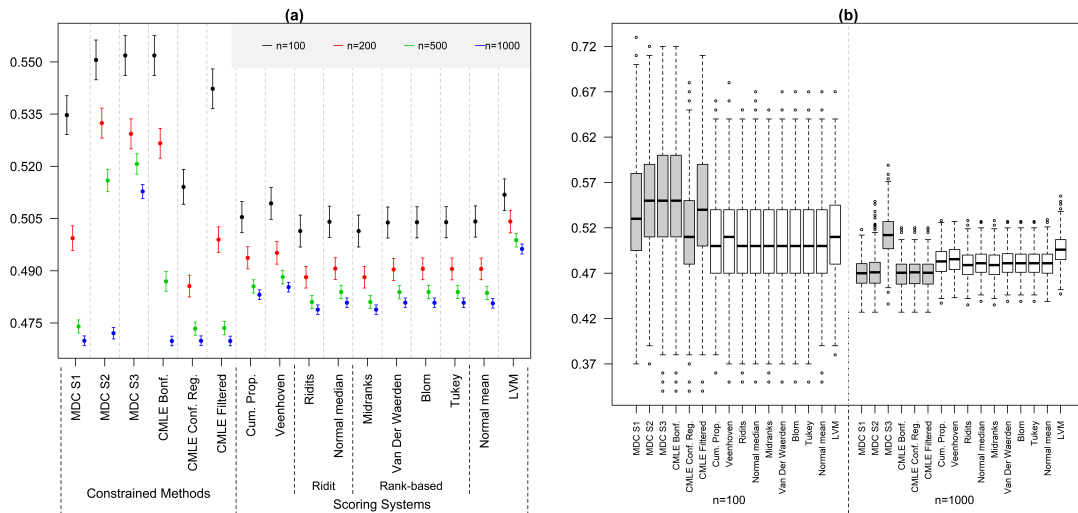 (a)
n=100 n=200 n=500 n=1000
0.550
0.535
0.520
0.505
0.490
0.475
MDC S1
MDC S2
MDC S3
CMLE Bonf.
CMLE Conf. Reg.
CMLE Filtered
Cum. Prop.
Veenhoven
Ridits
Normal median
Midranks
Van Der Waerden
Blom
Tukey
Normal mean
LVM
Ridit Rank-based
Constrained Methods
Scoring Systems
(b)
0.72
0.67
0.62
0.57
0.52
0.47
0.42
0.37
MDC S1
MDC S2
MDC S3
CMLE Bonf.
CMLE Conf. Reg.
CMLE Filtered
Cum. Prop.
Veenhoven
Ridits
Normal median
Midranks
Van Der Waerden
Blom
Tukey
Normal mean
LVM
MDC S1
MDC S2
MDC S3
CMLE Bonf.
CMLE Conf. Reg.
CMLE Filtered
Cum. Prop.
Veenhoven
Ridits
Normal median
Midranks
Van Der Waerden
Blom
Tukey
Normal mean
LVM
n=100 n=1000